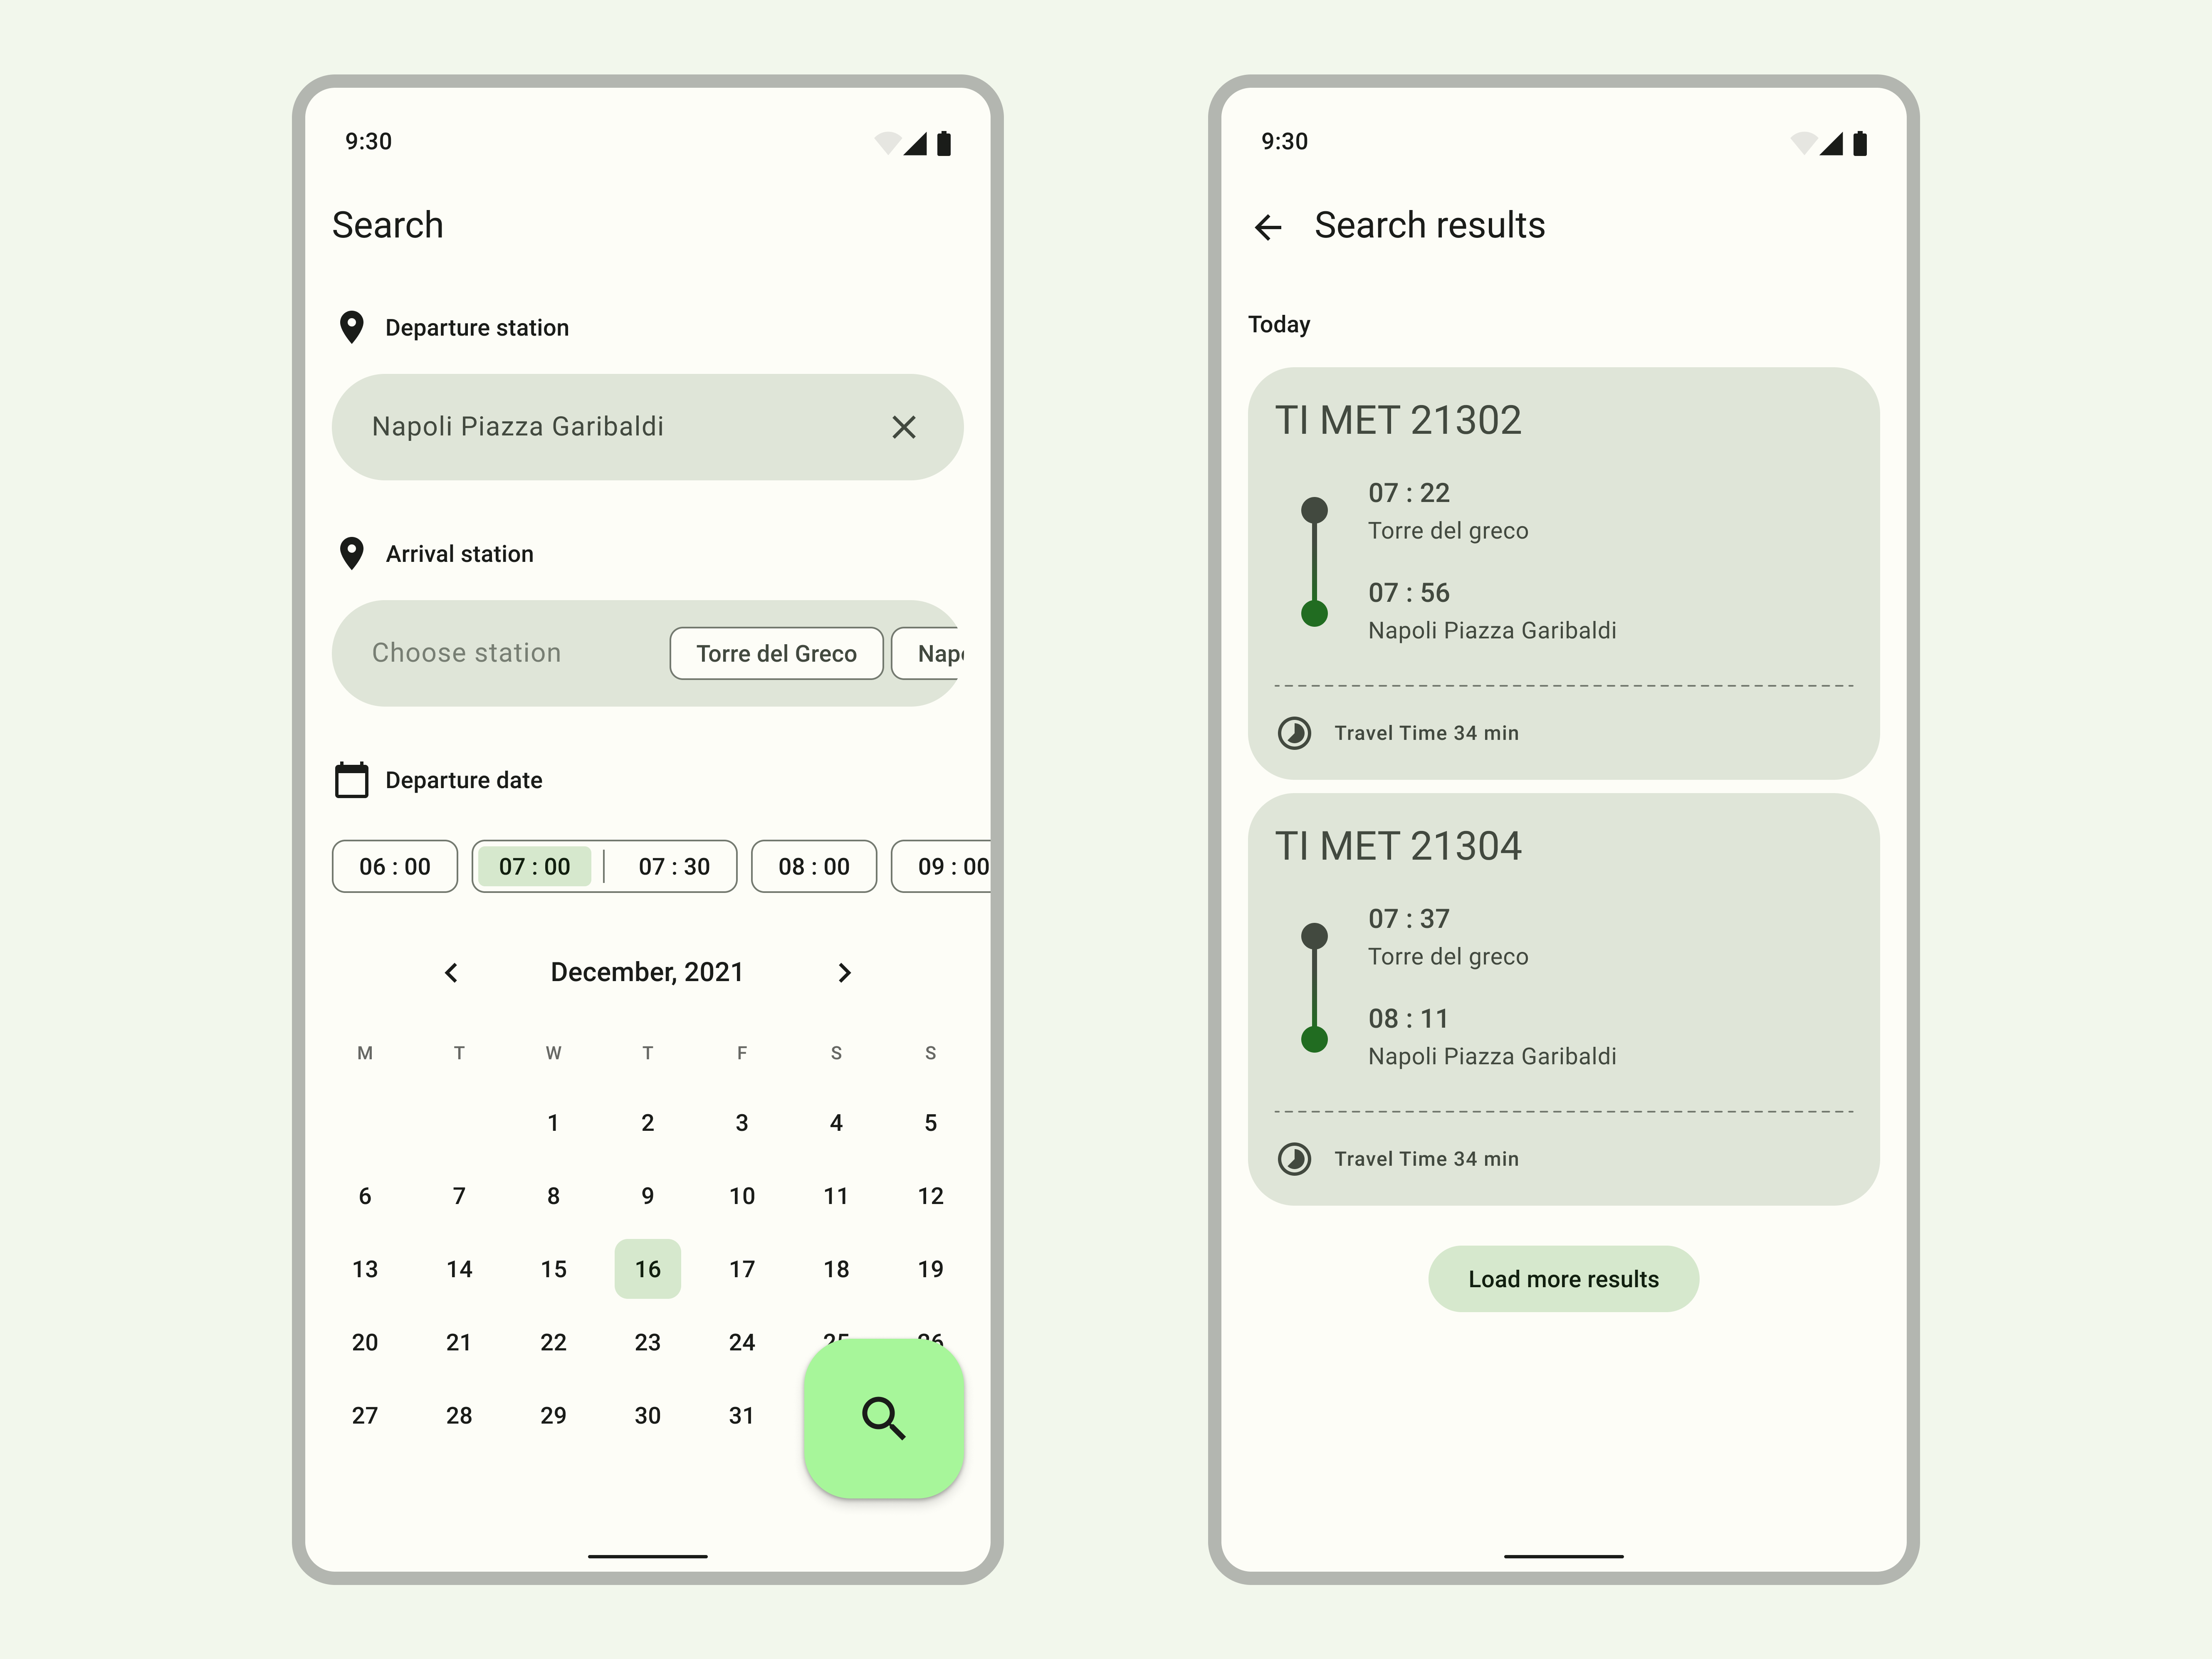 9:30
Search
Departure station
Napoli Piazza Garibaldi
Arrival station
Choose station Torre del Greco
Departure date
06 : 00 07 : 00 07 : 30 08 : 00 09 : 00
December, 2021
M T W T F S S
1 2 3 4 5
6 7 8 9 10 11 12
13 14 15 16 17 18 19
20 21 22 23 24 25 26
27 28 29 30 31
9:30
Search results
Today
TI MET 21302
07 : 22
Torre del greco
07 : 56
Napoli Piazza Garibaldi
Travel Time 34 min
TI MET 21304
07 : 37
Torre del greco
08 : 11
Napoli Piazza Garibaldi
Travel Time 34 min
Load more results